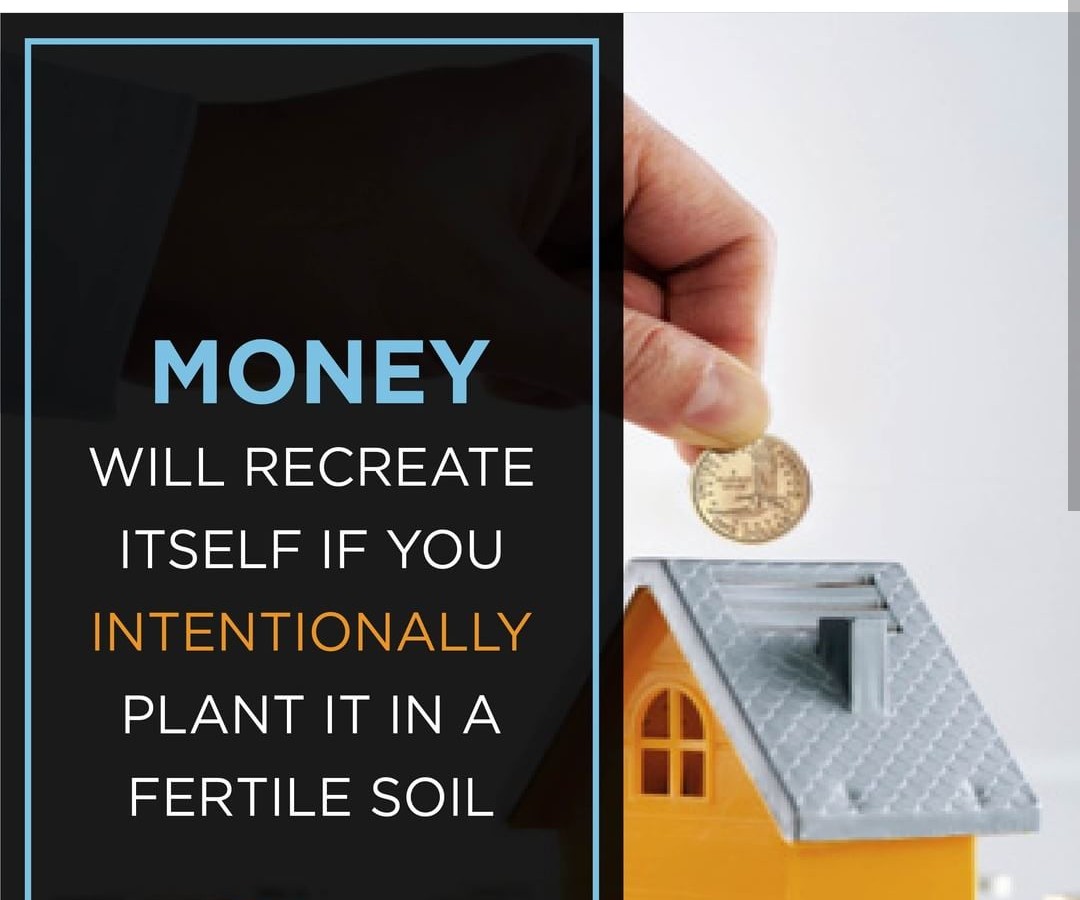 MONEY
WILL RECREATE
ITSELF IF YOU
INTENTIONALLY
PLANT IT IN A
FERTILE SOIL